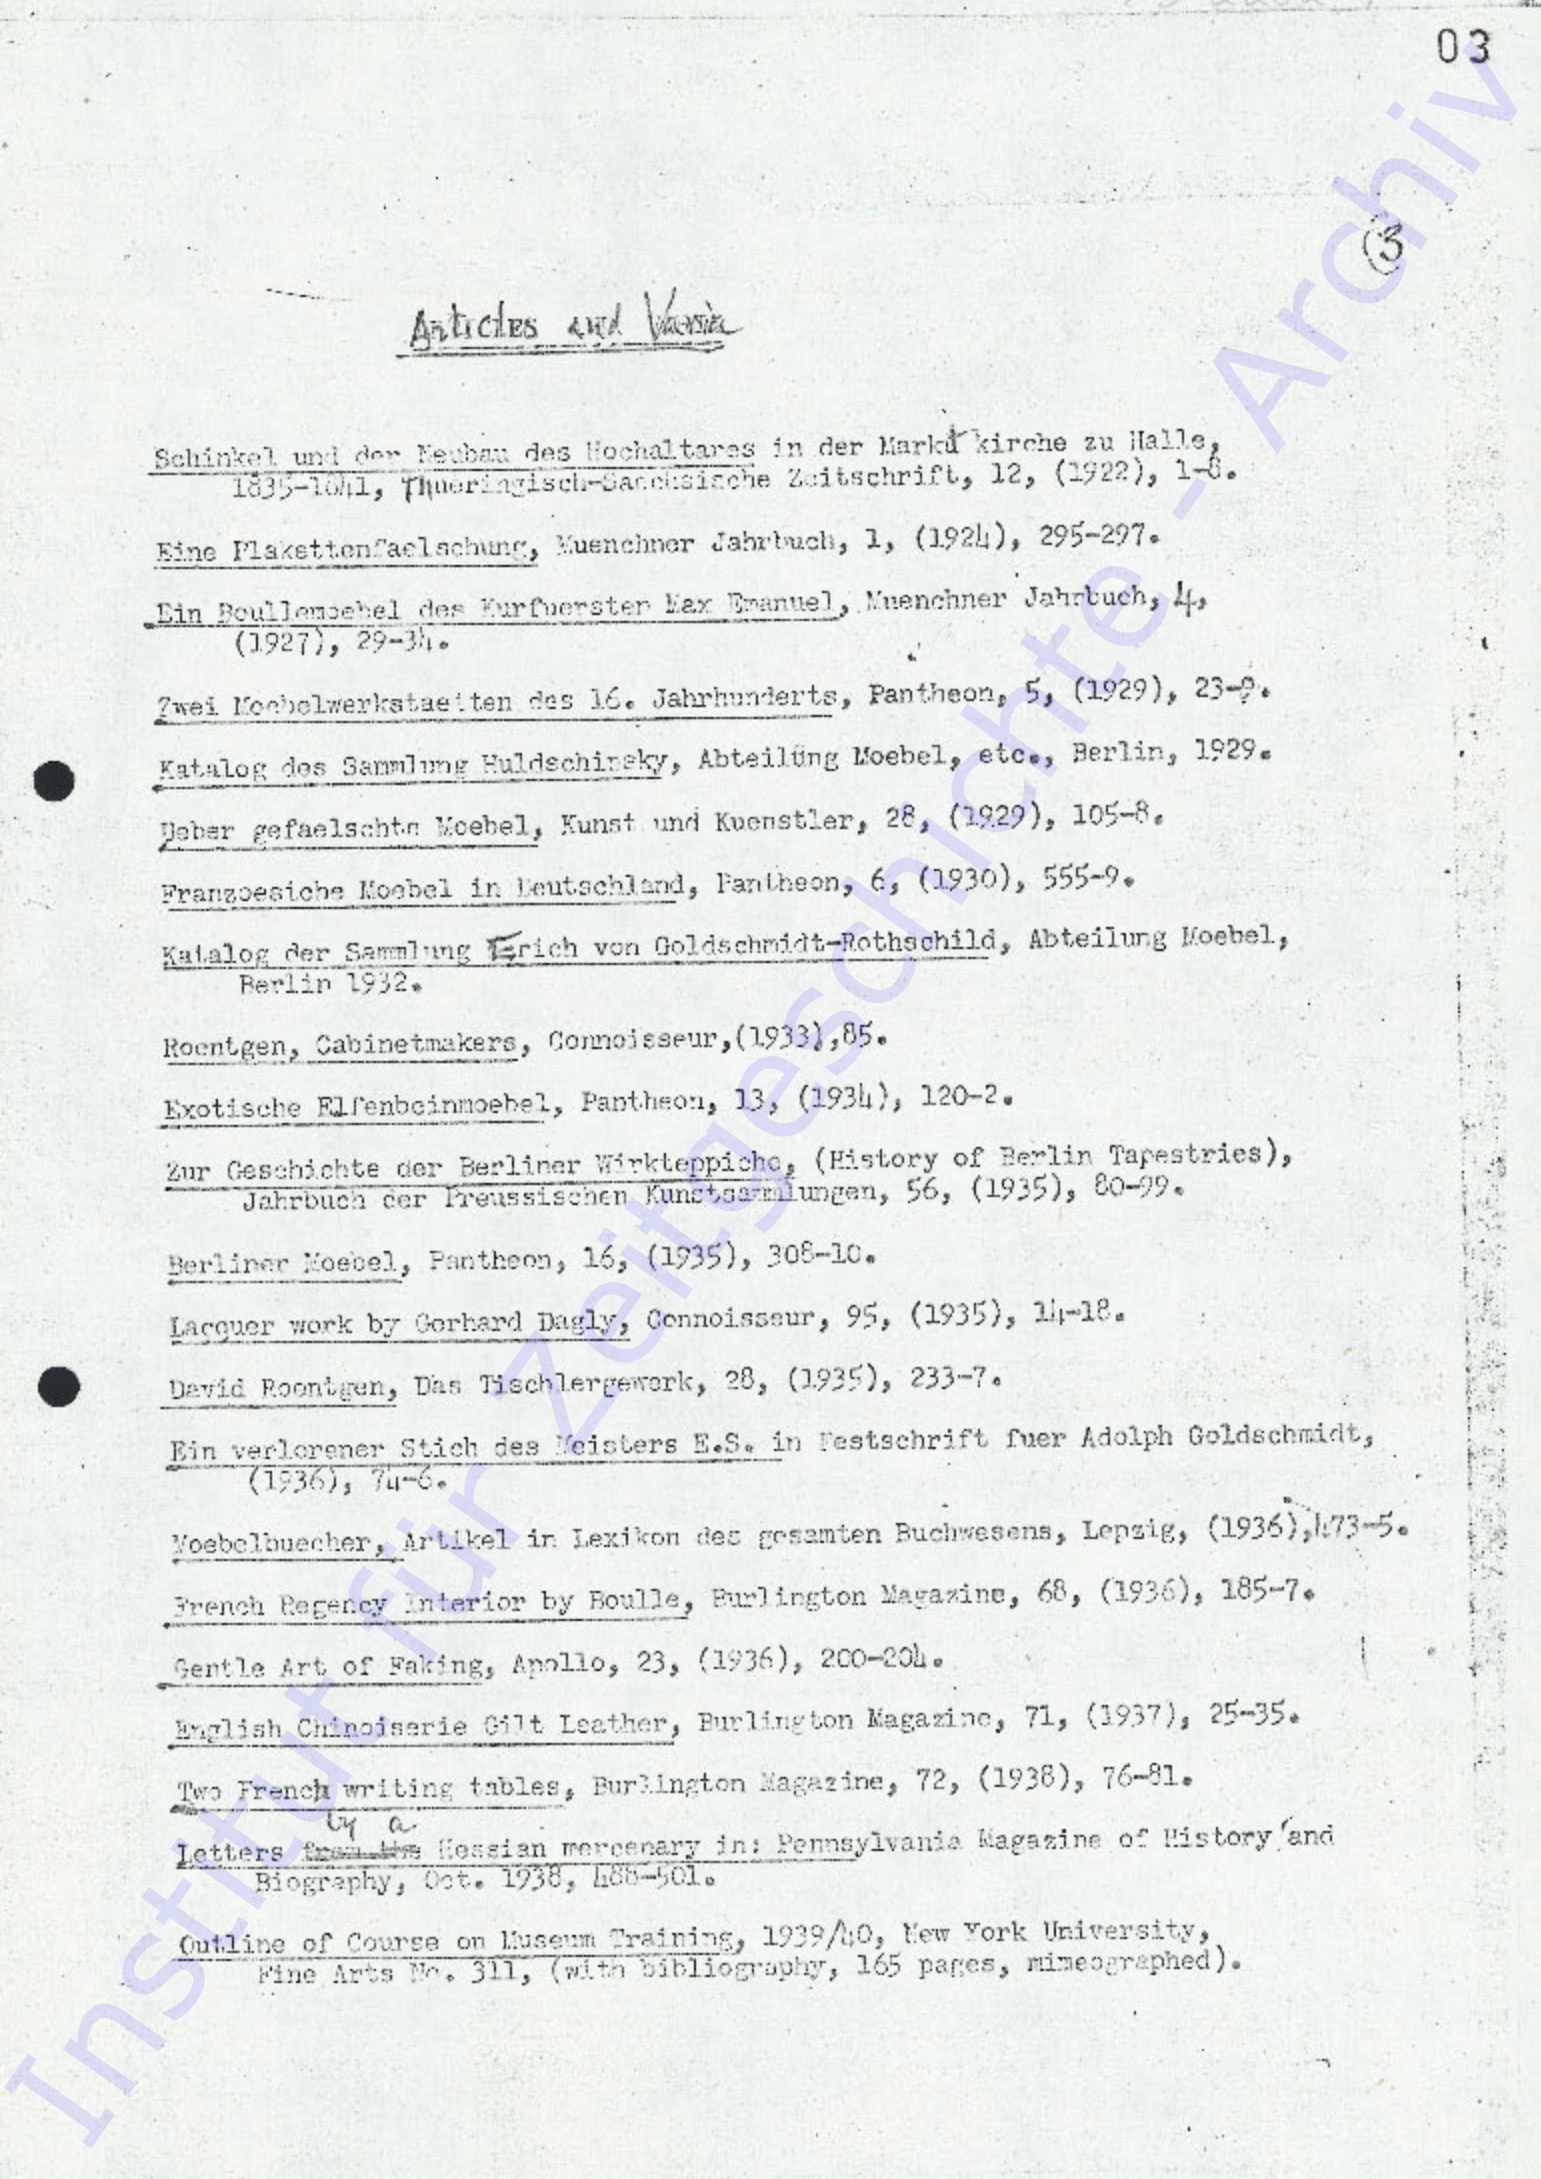 03
3
Articles and Varia
Schinkel und der Neubau des Hochaltares in der Markt kirche zu Halle,
1835-1841, Thueringisch-Saechsische Zeitschrift, 12, (1922), 1-8.
Eine Plakettenfaelschung, Muenchner Jahrbuch, 1, (1924), 295-297.
Ein Boullemoebel des Kurfuersten Max Emanuel, Muenchner Jahrbuch, 4,
(1927), 29-34.
Zwei Moebelwerkstaetten des 16. Jahrhunderts, Pantheon, 5, (1929), 23-9.
Katalog des Sammlung Huldschinsky, Abteilung Moebel, etc., Berlin, 1929.
Ueber gefaelschte Moebel, Kunst und Kuenstler, 28, (1929), 105-8.
Franzoesiche Moebel in Deutschland, Pantheon, 6, (1930), 555-9.
Katalog der Sammlung Erich von Goldschmidt-Rothschild, Abteilung Moebel,
Berlin 1932.
Roentgen, Cabinetmakers, Connoisseur,(1933),85.
Exotische Elfenbeinmoebel, Pantheon, 13, (1934), 120-2.
Zur Geschichte der Berliner Wirkteppiche, (History of Berlin Tapestries),
Jahrbuch der Preussischen Kunstsammlungen, 56, (1935), 80-99.
Berliner Moebel, Pantheon, 16, (1935), 308-10.
Lacquer work by Gerhard Dagly, Connoisseur, 95, (1935), 14-18.
David Roentgen, Das Tischlergewerk, 28, (1935), 233-7.
Ein verlorener Stich des Meisters E.S. in Festschrift fuer Adolph Goldschmidt,
(1936), 74-6.
Moebelbuecher, Artikel in Lexikon des gesamten Buchwesens, Lepzig, (1936),473-5.
French Regency Interior by Boulle, Burlington Magazine, 68, (1936), 185-7.
Gentle Art of Faking, Apollo, 23, (1936), 200-204.
English Chinoiserie Gilt Leather, Burlington Magazine, 71, (1937), 25-35.
Two French writing tables, Burlington Magazine, 72, (1938), 76-81.
by a
Letters from the Hessian mercenary in: Pennsylvania Magazine of History and
Biography, Oct. 1938, 488-501.
Outline of Course on Museum Training, 1939/40, New York University,
Fine Arts No. 311, (with bibliography, 165 pages, mimeographed).
Institut für Zeitgeschichte - Archiv